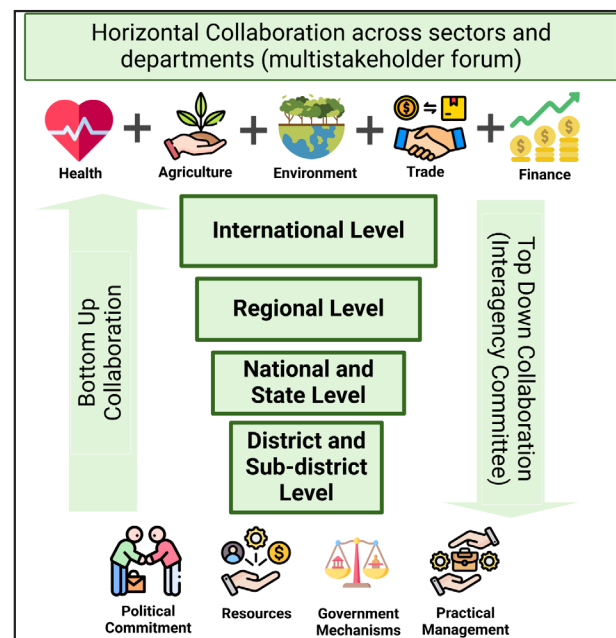 Horizontal Collaboration across sectors and
departments (multistakeholder forum)
Health
Agriculture
Environment
Trade
Finance
Bottom Up
Collaboration
International Level
Regional Level
National and
State Level
District and
Sub-district
Level
Top Down Collaboration
(Interagency Committee)
Political
Commitment
Resources
Government
Mechanisms
Practical
Management